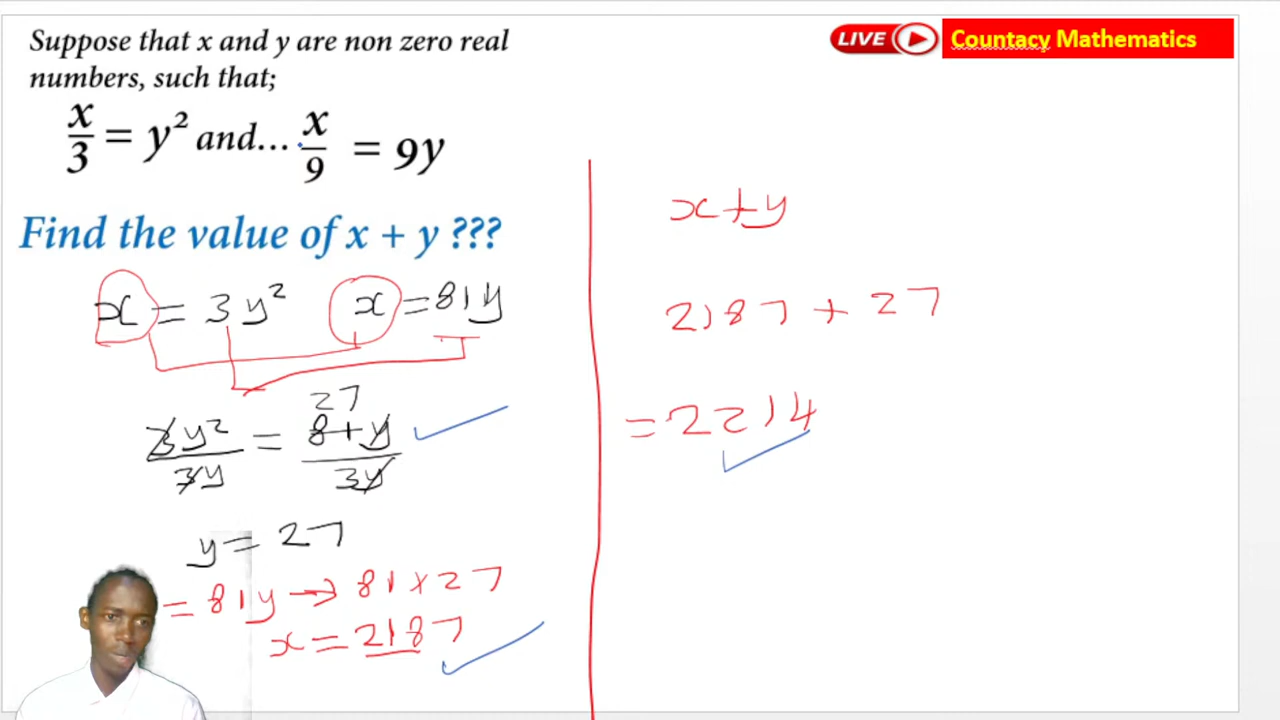 Suppose that x and y are non zero real
numbers, such that;
x/3 = y² and... x/9 = 9y
Find the value of x + y ???
x = 3y² x = 81y
27
3y²/3y = 81y/3y
y = 27
= 81y → 81 × 27
x = 2187
LIVE Countacy Mathematics
x + y
2187 + 27
= 2214